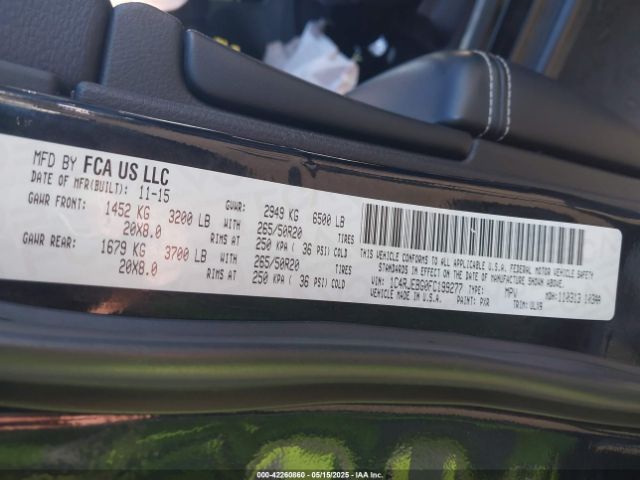 MFD BY FCA US LLC
DATE OF MFR(BUILT): 11-15 GVWR: 2949 KG 6500 LB
GAWR FRONT: 1452 KG 3200 LB WITH 265/50R20 TIRES
20X8.0 RIMS AT 250 KPA ( 36 PSI) COLD
GAWR REAR: 1679 KG 3700 LB WITH 265/50R20 TIRES
20X8.0 RIMS AT 250 KPA ( 36 PSI) COLD
THIS VEHICLE CONFORMS TO ALL APPLICABLE U.S.A. FEDERAL MOTOR VEHICLE SAFETY
STANDARDS IN EFFECT ON THE DATE OF MANUFACTURE SHOWN ABOVE.
VIN: TYPE: MPV MDH:
VEHICLE MADE IN U.S.A. PAINT: PXR TRIM:
000-42260860 - 05/15/2025 - IAA Inc.